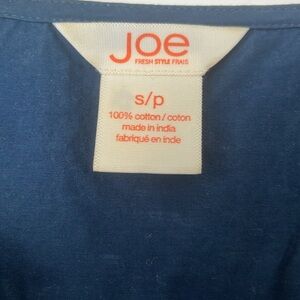 joe
FRESH STYLE FRAIS
s/p
100% cotton / coton
made in india
fabriqué en inde